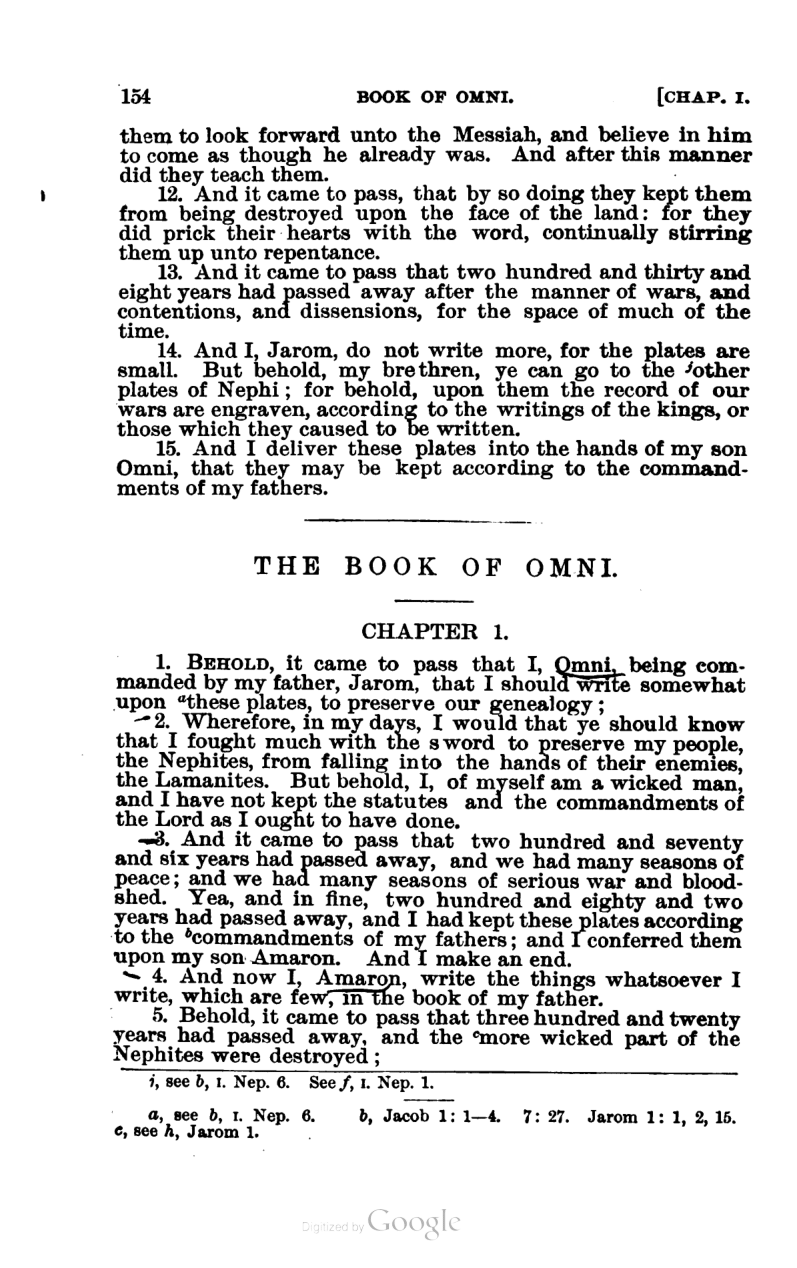 154 BOOK OF OMNI. [CHAP. I.
them to look forward unto the Messiah, and believe in him
to come as though he already was. And after this manner
did they teach them.
12. And it came to pass, that by so doing they kept them
from being destroyed upon the face of the land: for they
did prick their hearts with the word, continually stirring
them up unto repentance.
13. And it came to pass that two hundred and thirty and
eight years had passed away after the manner of wars, and
contentions, and dissensions, for the space of much of the
time.
14. And I, Jarom, do not write more, for the plates are
small. But behold, my brethren, ye can go to the iother
plates of Nephi; for behold, upon them the record of our
wars are engraven, according to the writings of the kings, or
those which they caused to be written.
15. And I deliver these plates into the hands of my son
Omni, that they may be kept according to the command-
ments of my fathers.
THE BOOK OF OMNI.
CHAPTER 1.
1. BEHOLD, it came to pass that I, Omni, being com-
manded by my father, Jarom, that I should write somewhat
upon athese plates, to preserve our genealogy;
2. Wherefore, in my days, I would that ye should know
that I fought much with the sword to preserve my people,
the Nephites, from falling into the hands of their enemies,
the Lamanites. But behold, I, of myself am a wicked man,
and I have not kept the statutes and the commandments of
the Lord as I ought to have done.
3. And it came to pass that two hundred and seventy
and six years had passed away, and we had many seasons of
peace; and we had many seasons of serious war and blood-
shed. Yea, and in fine, two hundred and eighty and two
years had passed away, and I had kept these plates according
to the bcommandments of my fathers; and I conferred them
upon my son Amaron. And I make an end.
4. And now I, Amaron, write the things whatsoever I
write, which are few, in the book of my father.
5. Behold, it came to pass that three hundred and twenty
years had passed away, and the cmore wicked part of the
Nephites were destroyed;
i, see b, I. Nep. 6. See f, I. Nep. 1.
a, see b, I. Nep. 6. b, Jacob 1: 1—4. 7: 27. Jarom 1: 1, 2, 15.
c, see h, Jarom 1.
Digitized by Google